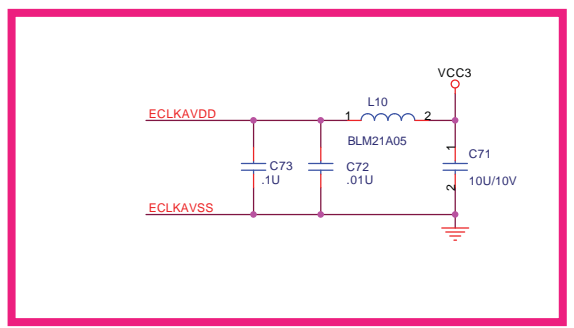 VCC3
L10
ECLKAVDD
1 2
BLM21A05
1
C73
C72
C71
.1U
.01U
10U/10V
2
ECLKAVSS